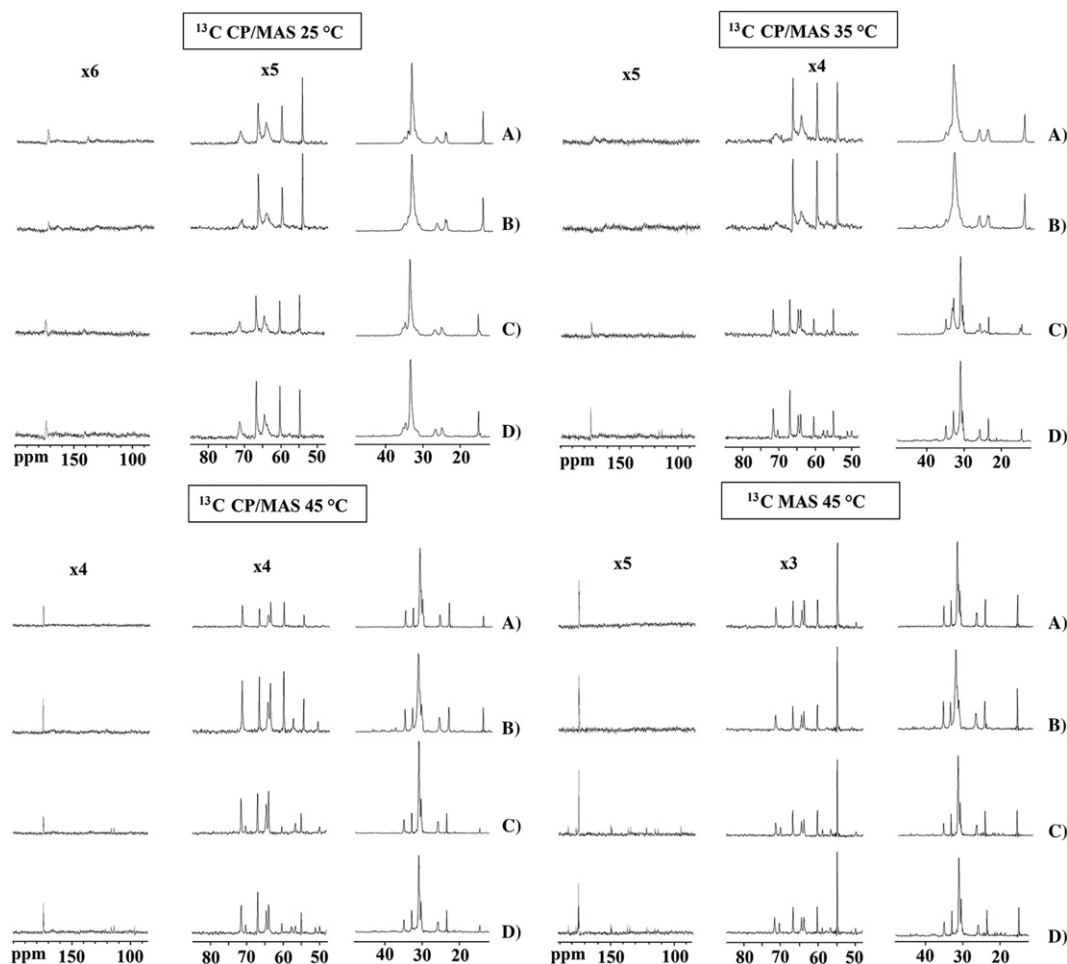 ¹³C CP/MAS 25 °C
x6 x5
A)
B)
C)
D)
ppm 150 100 80 70 60 50 40 30 20
¹³C CP/MAS 35 °C
x5 x4
A)
B)
C)
D)
ppm 150 100 80 70 60 50 40 30 20
¹³C CP/MAS 45 °C
x4 x4
A)
B)
C)
D)
ppm 150 100 80 70 60 50 40 30 20
¹³C MAS 45 °C
x5 x3
A)
B)
C)
D)
ppm 150 100 80 70 60 50 40 30 20